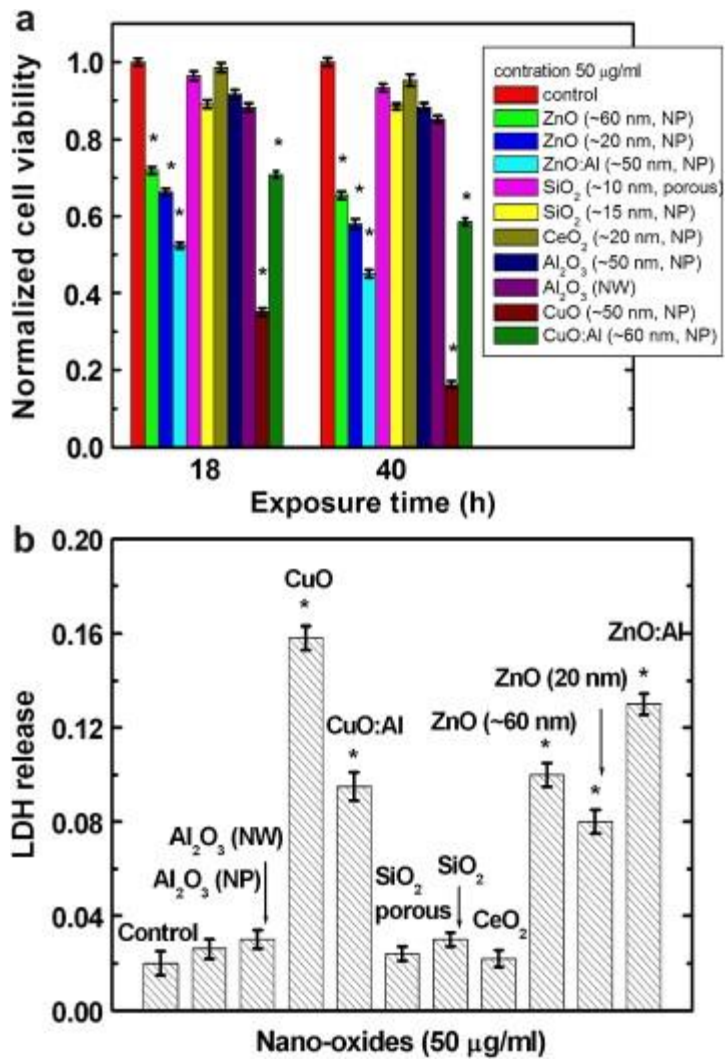 a
1.0
0.8
0.6
0.4
0.2
0.0
Normalized cell viability
* * * * *
* * * * *
contration 50 μg/ml
control
ZnO (~60 nm, NP)
ZnO (~20 nm, NP)
ZnO:Al (~50 nm, NP)
SiO₂ (~10 nm, porous)
SiO₂ (~15 nm, NP)
CeO₂ (~20 nm, NP)
Al₂O₃ (~50 nm, NP)
Al₂O₃ (NW)
CuO (~50 nm, NP)
CuO:Al (~60 nm, NP)
18 40
Exposure time (h)
b
0.20
0.16
0.12
0.08
0.04
0.00
LDH release
Control
Al₂O₃ (NP)
Al₂O₃ (NW)
CuO
*
CuO:Al
*
SiO₂
porous
SiO₂
CeO₂
ZnO (~60 nm)
*
ZnO (20 nm)
*
ZnO:Al
*
Nano-oxides (50 μg/ml)